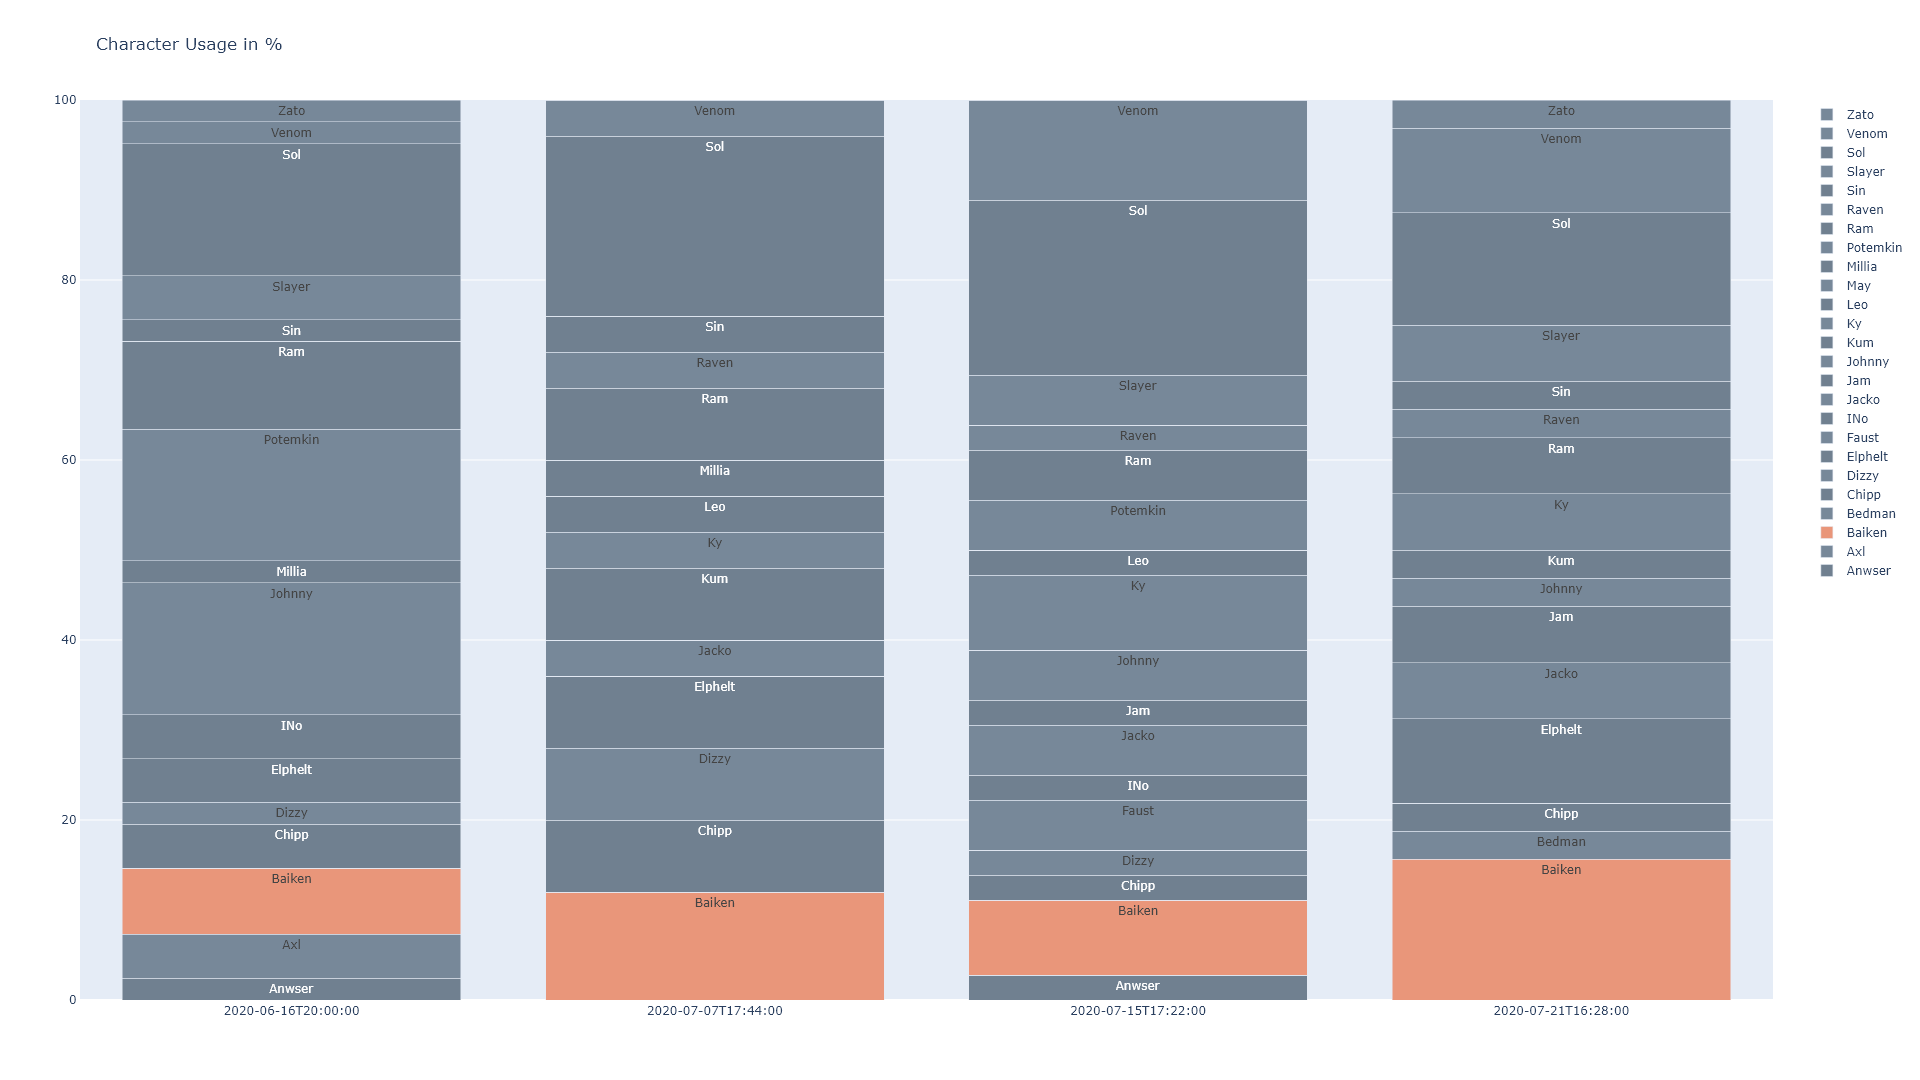 Character Usage in %
100
80
60
40
20
0
Zato
Venom
Sol
Slayer
Sin
Ram
Potemkin
Millia
Johnny
INo
Elphelt
Dizzy
Chipp
Baiken
Axl
Anwser
2020-06-16T20:00:00
Venom
Sol
Sin
Raven
Ram
Millia
Leo
Ky
Kum
Jacko
Elphelt
Dizzy
Chipp
Baiken
2020-07-07T17:44:00
Venom
Sol
Slayer
Raven
Ram
Potemkin
Leo
Ky
Johnny
Jam
Jacko
INo
Faust
Dizzy
Chipp
Baiken
Anwser
2020-07-15T17:22:00
Zato
Venom
Sol
Slayer
Sin
Raven
Ram
Ky
Kum
Johnny
Jam
Jacko
Elphelt
Chipp
Bedman
Baiken
2020-07-21T16:28:00
Zato
Venom
Sol
Slayer
Sin
Raven
Ram
Potemkin
Millia
May
Leo
Ky
Kum
Johnny
Jam
Jacko
INo
Faust
Elphelt
Dizzy
Chipp
Bedman
Baiken
Axl
Anwser